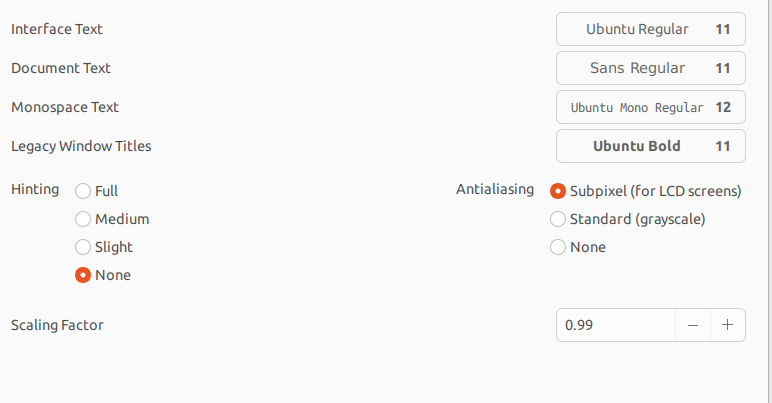 Interface Text Ubuntu Regular 11
Document Text Sans Regular 11
Monospace Text Ubuntu Mono Regular 12
Legacy Window Titles Ubuntu Bold 11
Hinting Full Antialiasing Subpixel (for LCD screens)
Medium Standard (grayscale)
Slight None
None
Scaling Factor 0.99 − +